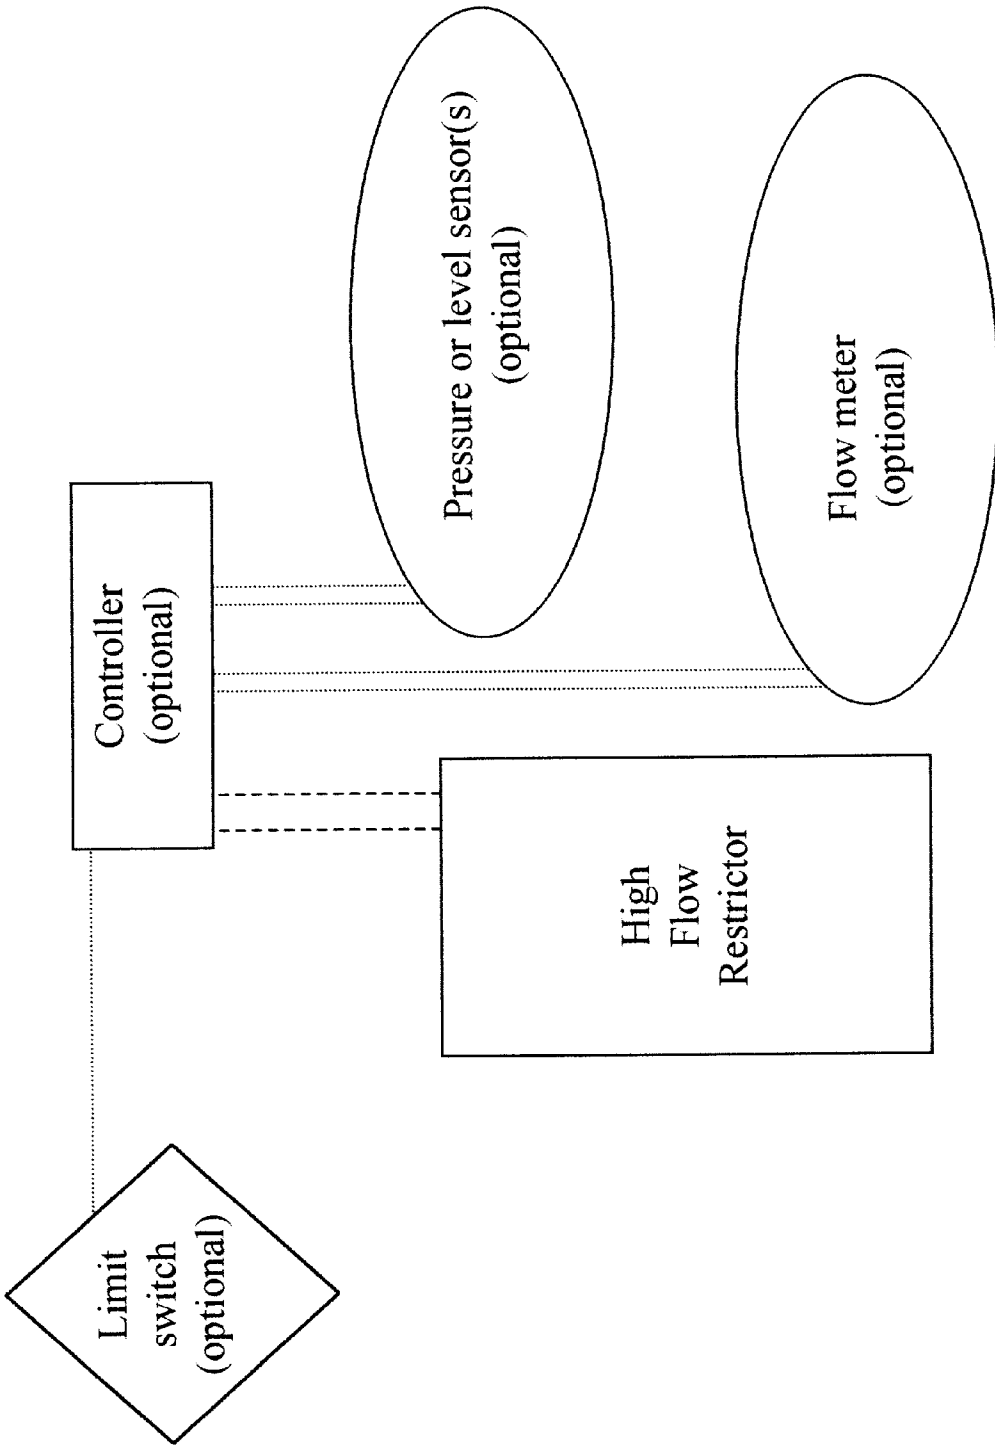 Limit
switch
(optional)
Controller
(optional)
High
Flow
Restrictor
Pressure or level sensor(s)
(optional)
Flow meter
(optional)